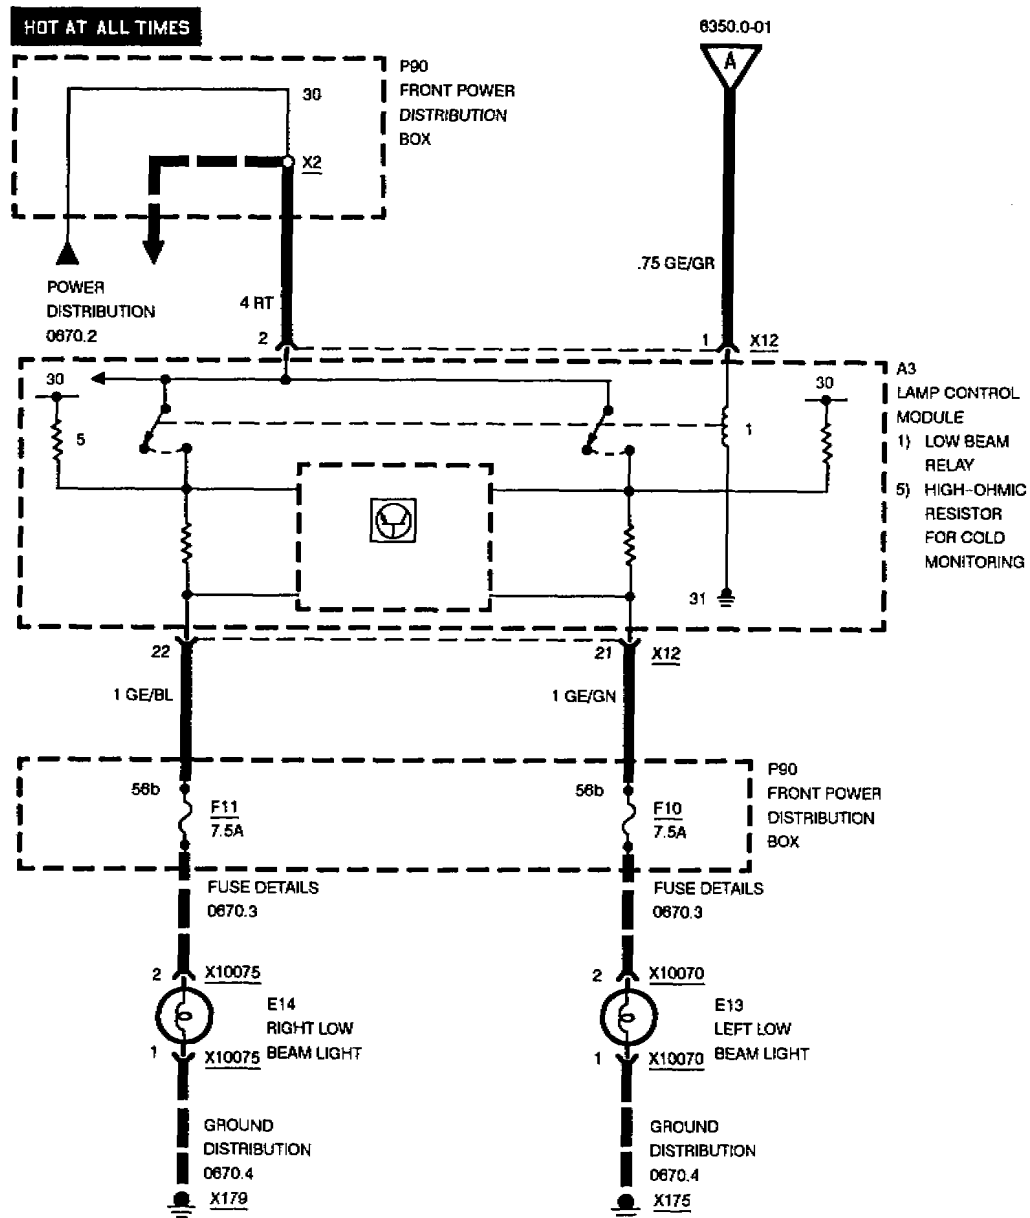 HOT AT ALL TIMES
6350.0-01
A
P90
FRONT POWER
DISTRIBUTION
BOX
30
X2
.75 GE/GR
POWER
DISTRIBUTION
0670.2
4 RT
2
1
X12
A3
LAMP CONTROL
MODULE
1) LOW BEAM
RELAY
5) HIGH-OHMIC
RESISTOR
FOR COLD
MONITORING
30
30
5
1
31
22
21
X12
1 GE/BL
1 GE/GN
P90
FRONT POWER
DISTRIBUTION
BOX
56b
F11
7.5A
56b
F10
7.5A
FUSE DETAILS
0670.3
FUSE DETAILS
0670.3
2
X10075
2
X10070
E14
RIGHT LOW
BEAM LIGHT
E13
LEFT LOW
BEAM LIGHT
1
X10075
1
X10070
GROUND
DISTRIBUTION
0670.4
GROUND
DISTRIBUTION
0670.4
X179
X175